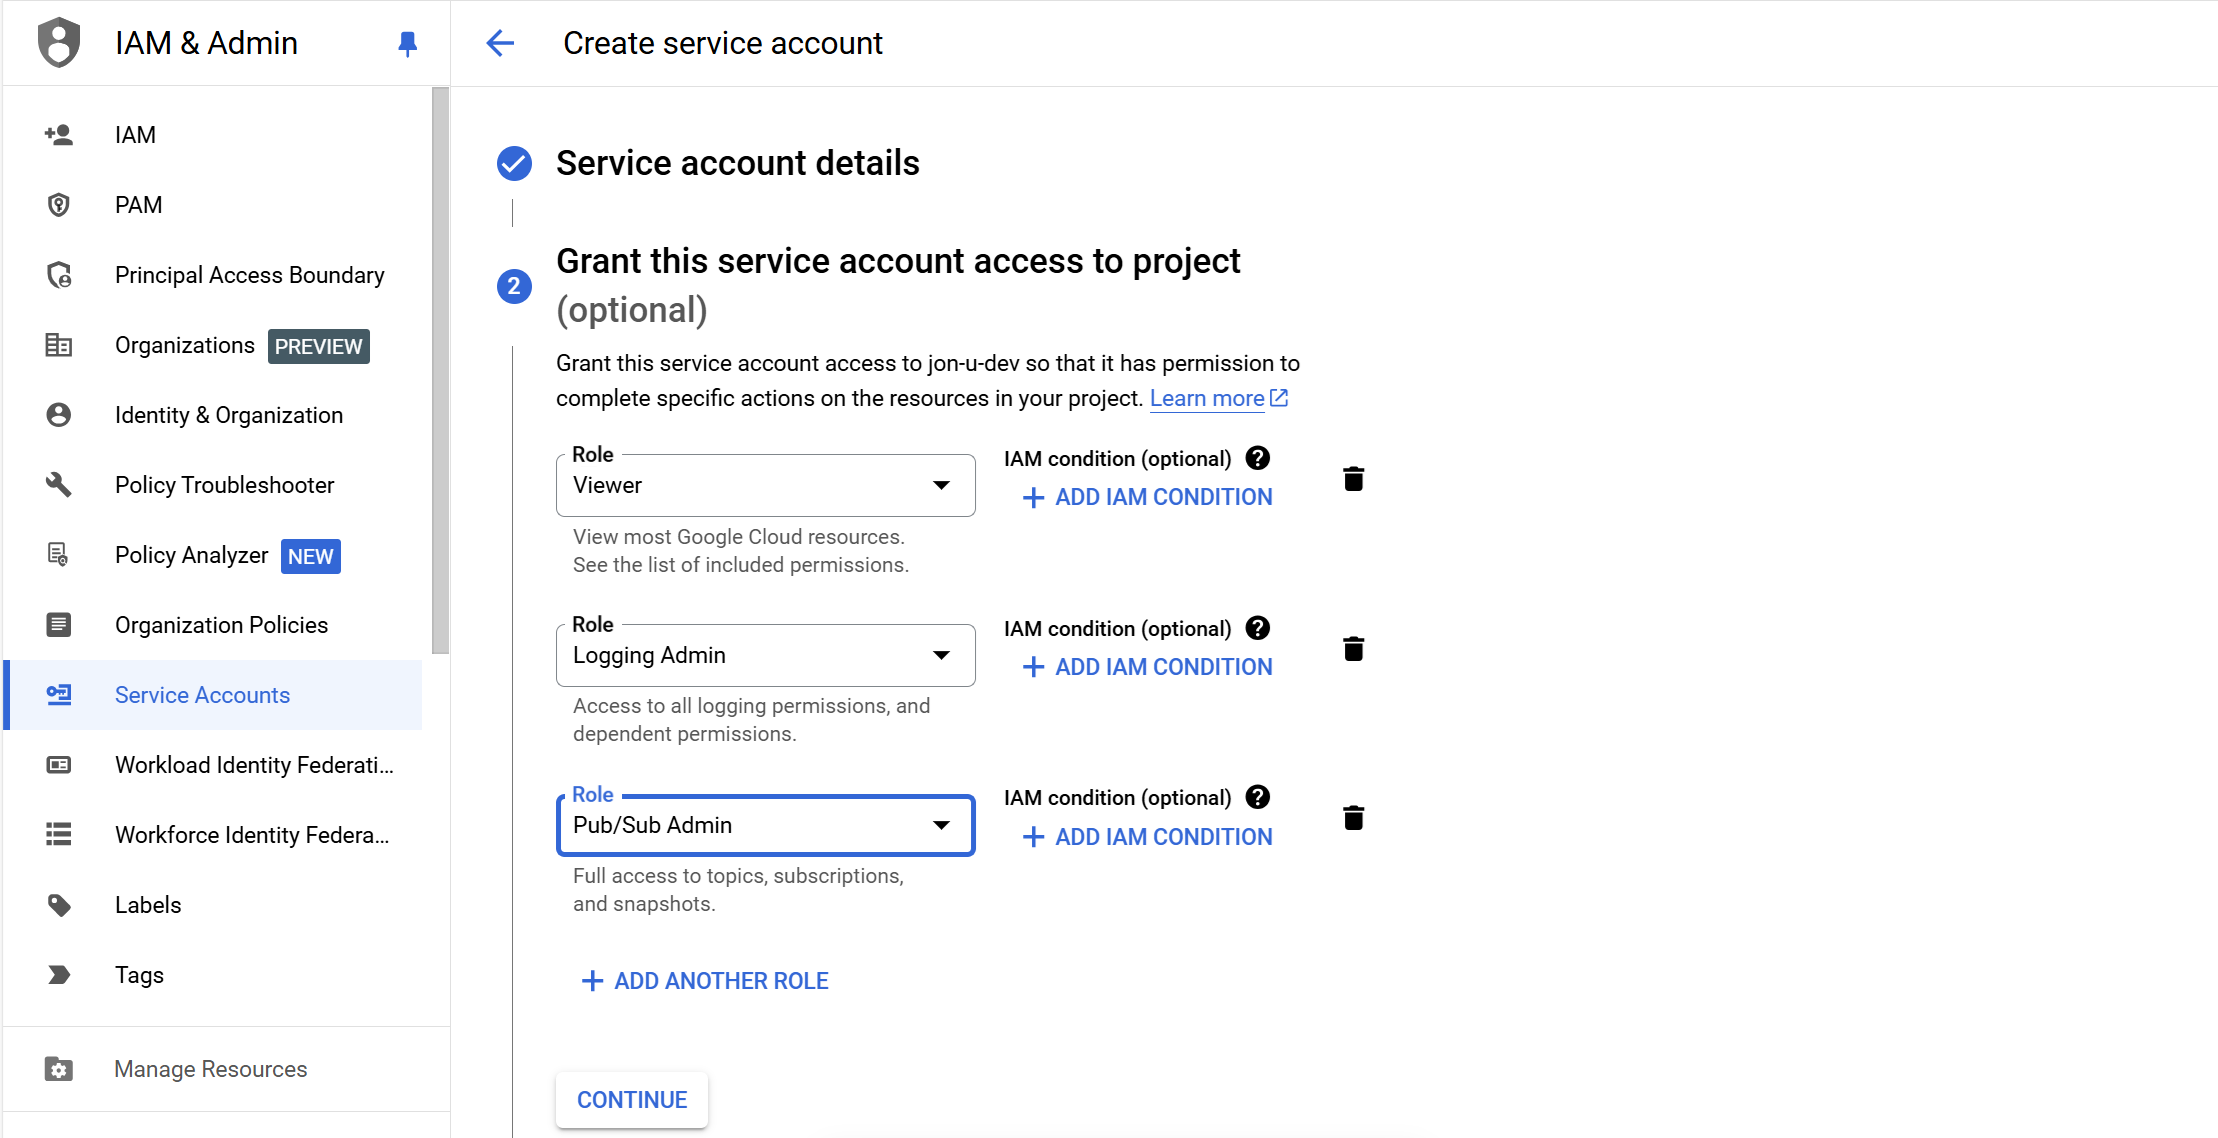 IAM & Admin
Create service account
IAM
PAM
Principal Access Boundary
Organizations PREVIEW
Identity & Organization
Policy Troubleshooter
Policy Analyzer NEW
Organization Policies
Service Accounts
Workload Identity Federati...
Workforce Identity Federa...
Labels
Tags
Manage Resources
Service account details
2
Grant this service account access to project
(optional)
Grant this service account access to jon-u-dev so that it has permission to
complete specific actions on the resources in your project. Learn more
Role
Viewer
IAM condition (optional) ?
+ ADD IAM CONDITION
View most Google Cloud resources.
See the list of included permissions.
Role
Logging Admin
IAM condition (optional) ?
+ ADD IAM CONDITION
Access to all logging permissions, and
dependent permissions.
Role
Pub/Sub Admin
IAM condition (optional) ?
+ ADD IAM CONDITION
Full access to topics, subscriptions,
and snapshots.
+ ADD ANOTHER ROLE
CONTINUE